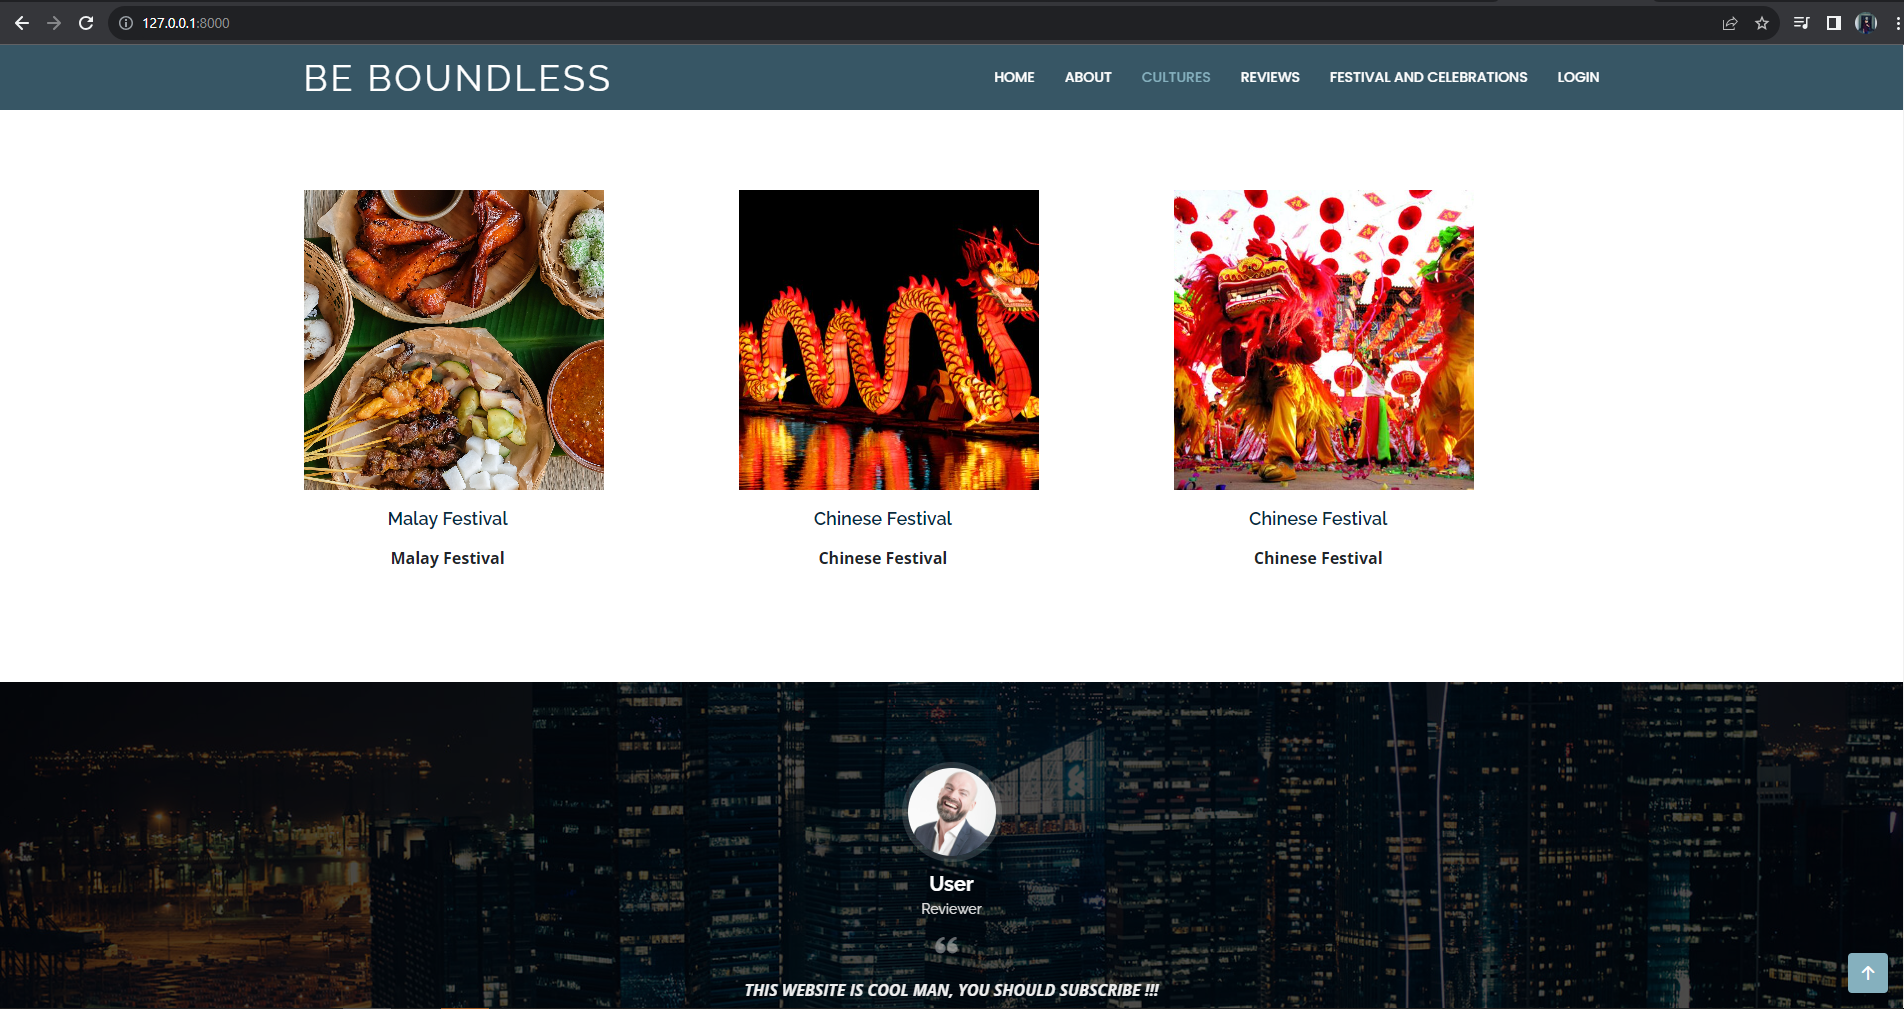 127.0.0.1:8000
BE BOUNDLESS
HOME ABOUT CULTURES REVIEWS FESTIVAL AND CELEBRATIONS LOGIN
Malay Festival Chinese Festival Chinese Festival
Malay Festival Chinese Festival Chinese Festival
User
Reviewer
“
THIS WEBSITE IS COOL MAN, YOU SHOULD SUBSCRIBE !!!